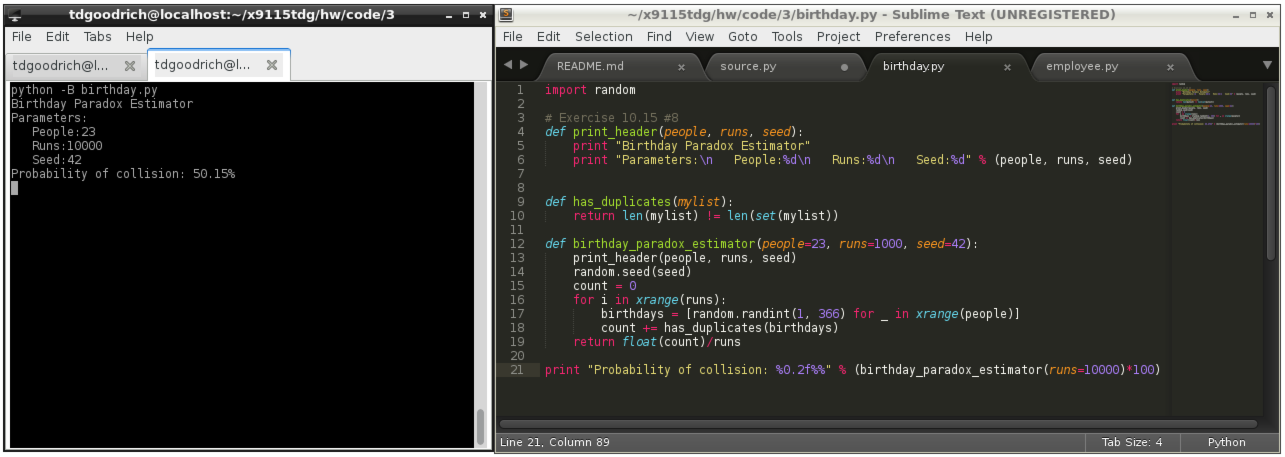 tdgoodrich@localhost:~/x9115tdg/hw/code/3
File Edit Tabs Help
tdgoodrich@l... tdgoodrich@l...
python -B birthday.py
Birthday Paradox Estimator
Parameters:
   People:23
   Runs:10000
   Seed:42
Probability of collision: 50.15%
~/x9115tdg/hw/code/3/birthday.py - Sublime Text (UNREGISTERED)
File Edit Selection Find View Goto Tools Project Preferences Help
README.md source.py birthday.py employee.py
1 import random
2
3 # Exercise 10.15 #8
4 def print_header(people, runs, seed):
5     print "Birthday Paradox Estimator"
6     print "Parameters:\n   People:%d\n   Runs:%d\n   Seed:%d" % (people, runs, seed)
7
8
9 def has_duplicates(mylist):
10     return len(mylist) != len(set(mylist))
11
12 def birthday_paradox_estimator(people=23, runs=1000, seed=42):
13     print_header(people, runs, seed)
14     random.seed(seed)
15     count = 0
16     for i in xrange(runs):
17         birthdays = [random.randint(1, 366) for _ in xrange(people)]
18         count += has_duplicates(birthdays)
19     return float(count)/runs
20
21 print "Probability of collision: %0.2f%%" % (birthday_paradox_estimator(runs=10000)*100)
Line 21, Column 89 Tab Size: 4 Python